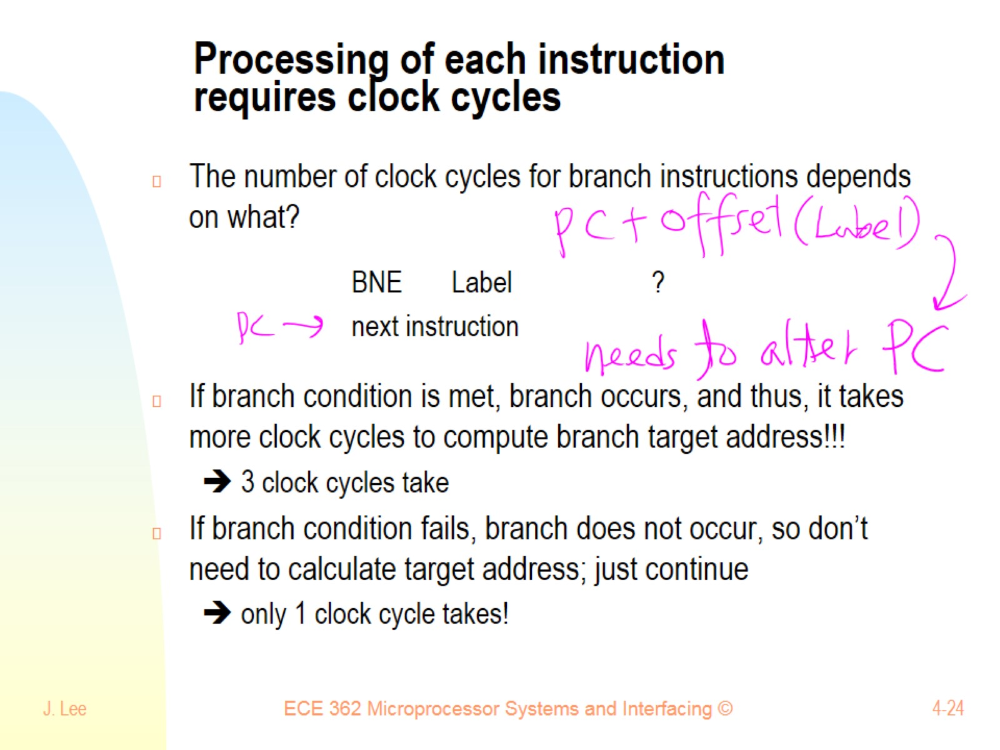 Processing of each instruction
requires clock cycles
The number of clock cycles for branch instructions depends
on what?
PC + offset (Label)
BNE Label ?
PC → next instruction
needs to alter PC
If branch condition is met, branch occurs, and thus, it takes
more clock cycles to compute branch target address!!!
➔ 3 clock cycles take
If branch condition fails, branch does not occur, so don't
need to calculate target address; just continue
➔ only 1 clock cycle takes!
J. Lee ECE 362 Microprocessor Systems and Interfacing © 4-24